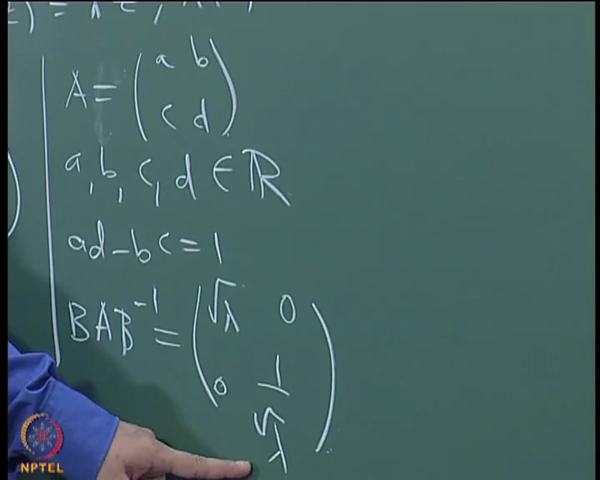 A = ( a b
c d )
a, b, c, d ∈ ℝ
ad - bc = 1
BAB⁻¹ = ( √λ 0
0 1/√λ )
NPTEL